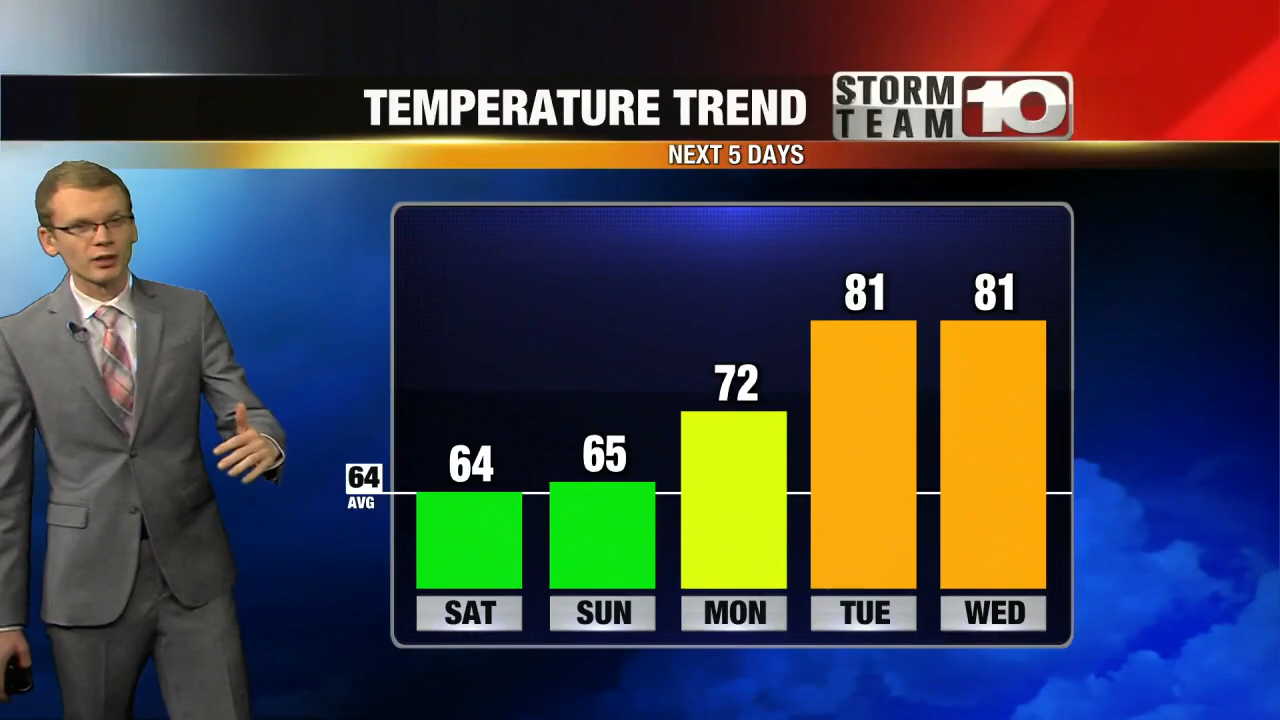 TEMPERATURE TREND
STORM TEAM 10
NEXT 5 DAYS
81 81
72
65
64
64
AVG
SAT SUN MON TUE WED